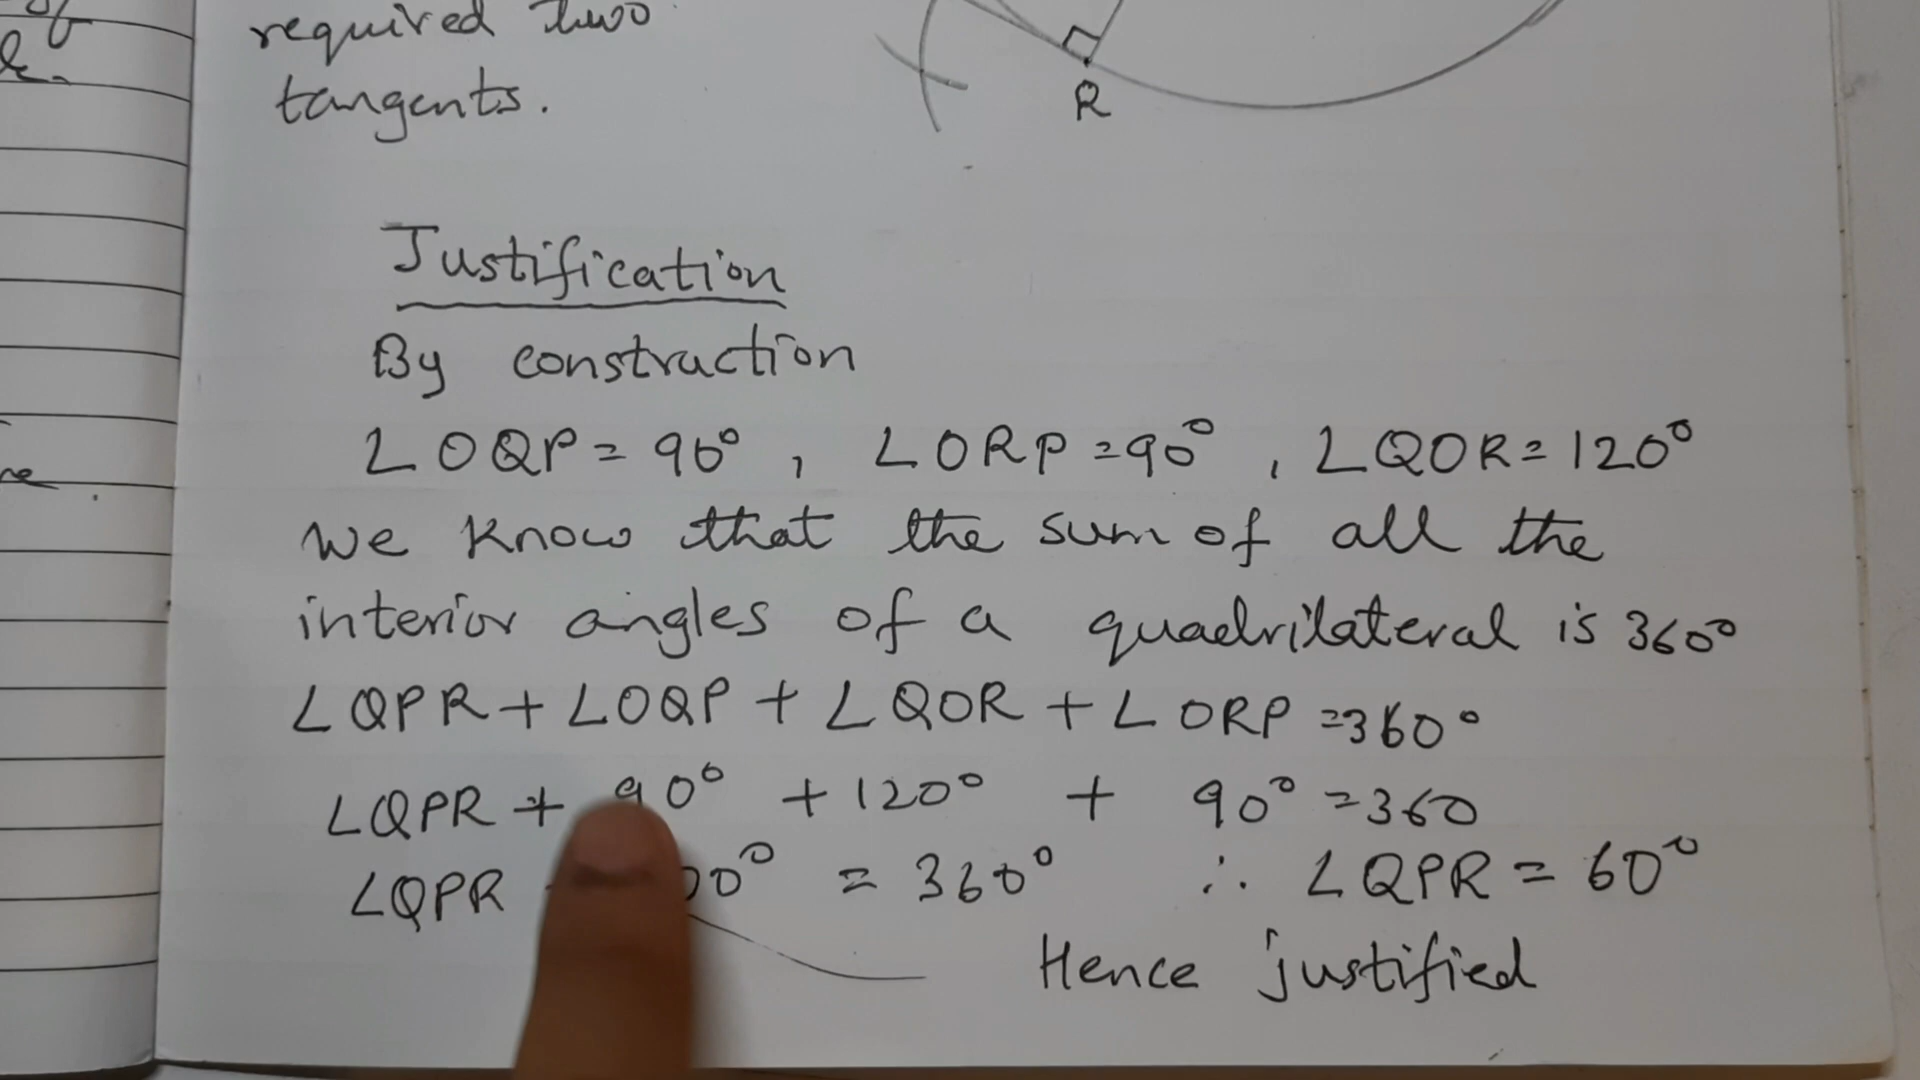 required two
tangents.
R
Justification
By construction
∠OQP = 90°, ∠ORP = 90°, ∠QOR = 120°
We know that the sum of all the
interior angles of a quadrilateral is 360°
∠QPR + ∠OQP + ∠QOR + ∠ORP = 360°
∠QPR + 90° + 120° + 90° = 360
∠QPR 00° = 360° ∴ ∠QPR = 60°
Hence justified